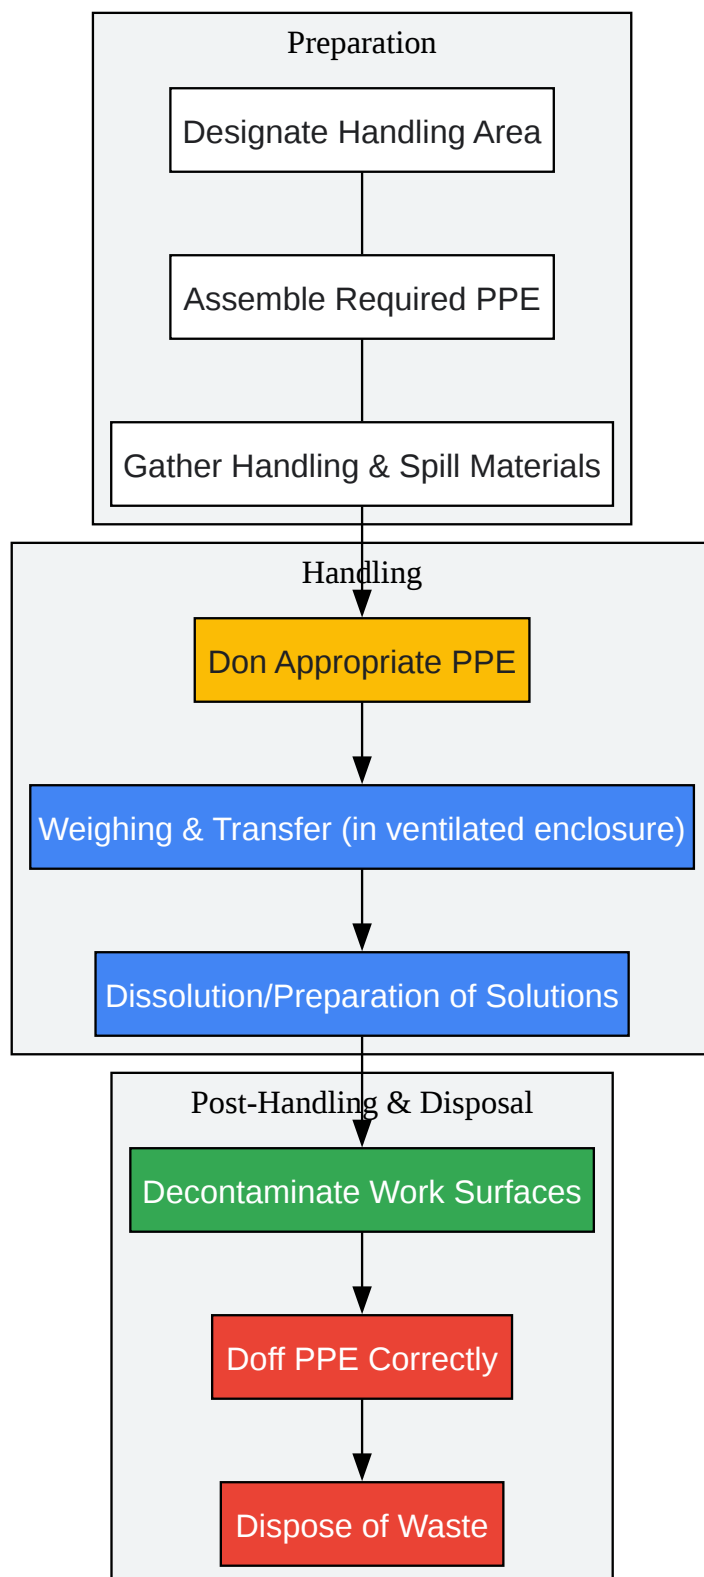 Preparation
Designate Handling Area
Assemble Required PPE
Gather Handling & Spill Materials
Handling
Don Appropriate PPE
Weighing & Transfer (in ventilated enclosure)
Dissolution/Preparation of Solutions
Post-Handling & Disposal
Decontaminate Work Surfaces
Doff PPE Correctly
Dispose of Waste